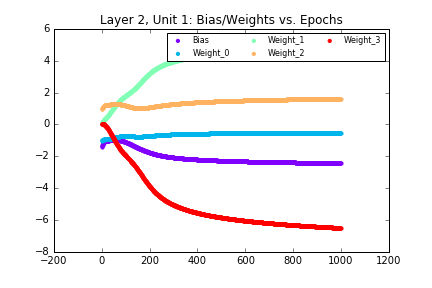 Layer 2, Unit 1: Bias/Weights vs. Epochs
Bias Weight_1 Weight_3
Weight_0 Weight_2
6
4
2
0
−2
−4
−6
−8
−200 0 200 400 600 800 1000 1200